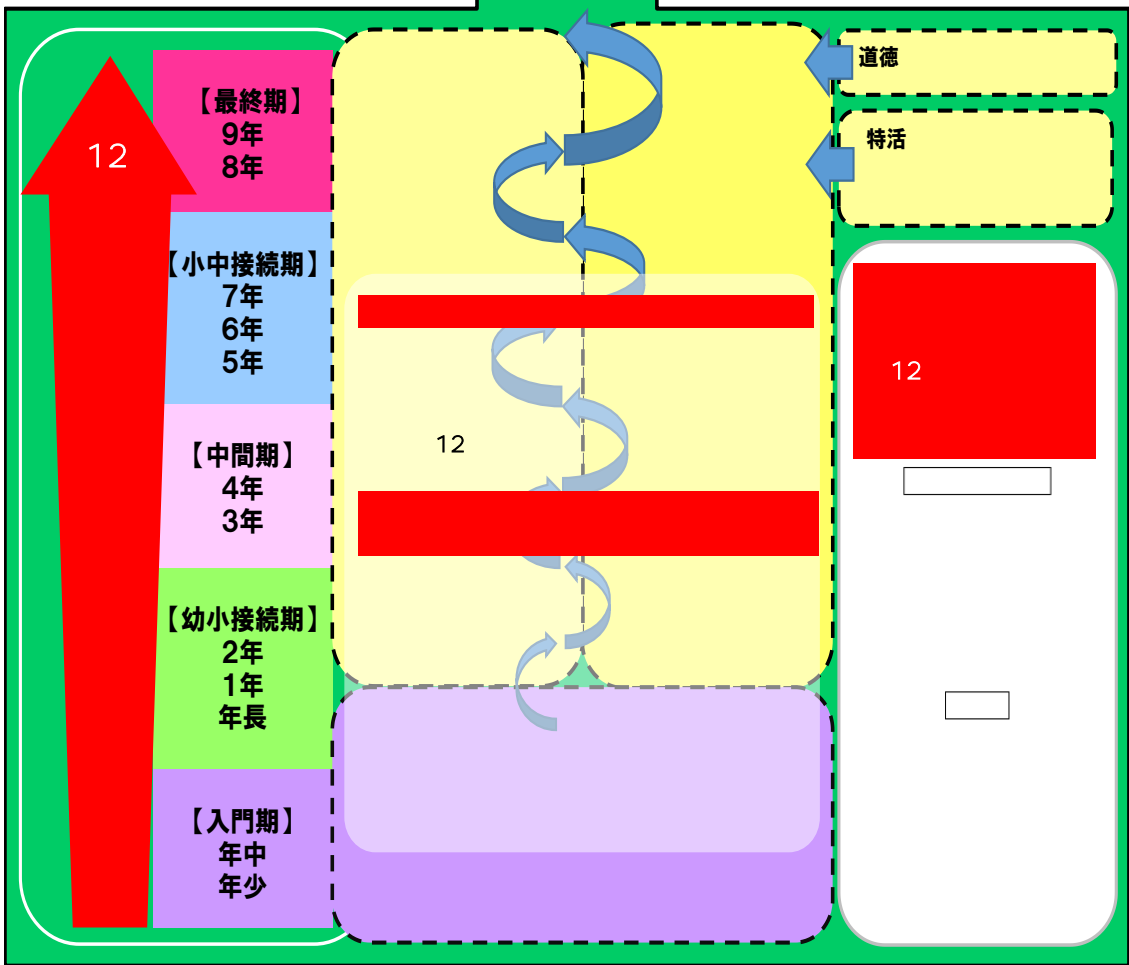 12
【最終期】
9年
8年
【小中接続期】
7年
6年
5年
【中間期】
4年
3年
【幼小接続期】
2年
1年
年長
【入門期】
年中
年少
12
道徳
特活
12